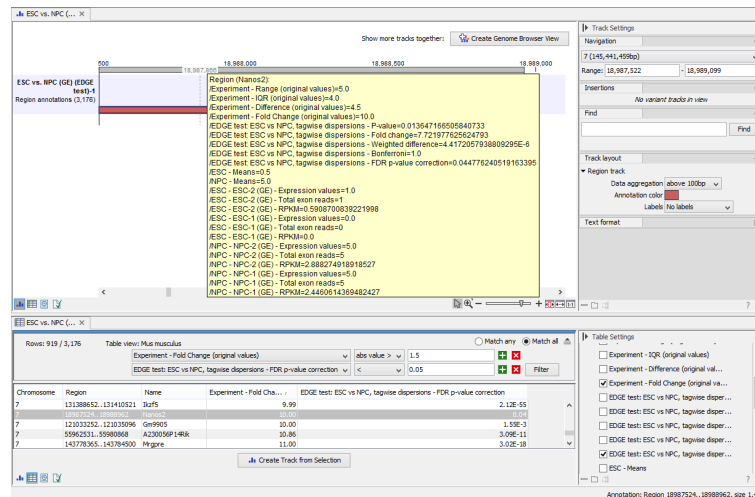 ESC vs. NPC (... ×
Show more tracks together:
Create Genome Browser View
500
18,987,805
18,988,000
18,988,500
18,989,000
ESC vs. NPC (GE) (EDGE
test)-1
Region annotations (3,176)
Region (Nanos2):
/Experiment - Range (original values)=5.0
/Experiment - IQR (original values)=4.0
/Experiment - Difference (original values)=4.5
/Experiment - Fold Change (original values)=10.0
/EDGE test: ESC vs NPC, tagwise dispersions - P-value=0.013647166505840733
/EDGE test: ESC vs NPC, tagwise dispersions - Fold change=7.721977625624793
/EDGE test: ESC vs NPC, tagwise dispersions - Weighted difference=4.4172057938809295E-6
/EDGE test: ESC vs NPC, tagwise dispersions - Bonferroni=1.0
/EDGE test: ESC vs NPC, tagwise dispersions - FDR p-value correction=0.044776240519163395
/ESC - Means=0.5
/NPC - Means=5.0
/ESC - ESC-2 (GE) - Expression values=1.0
/ESC - ESC-2 (GE) - Total exon reads=1
/ESC - ESC-2 (GE) - RPKM=0.5908700839221998
/ESC - ESC-1 (GE) - Expression values=0.0
/ESC - ESC-1 (GE) - Total exon reads=0
/ESC - ESC-1 (GE) - RPKM=0.0
/NPC - NPC-2 (GE) - Expression values=5.0
/NPC - NPC-2 (GE) - Total exon reads=5
/NPC - NPC-2 (GE) - RPKM=2.888274918918527
/NPC - NPC-1 (GE) - Expression values=5.0
/NPC - NPC-1 (GE) - Total exon reads=5
/NPC - NPC-1 (GE) - RPKM=2.4460614369482427
Track Settings
Navigation
7 (145,441,459bp)
Range: 18,987,522 - 18,989,099
Insertions
No variant tracks in view
Find
Find
Track layout
Region track
Data aggregation above 100bp
Annotation color
Labels No labels
Text format
?
ESC vs. NPC (... ×
Rows: 919 / 3,176 Table view: Mus musculus
Match any Match all
Experiment - Fold Change (original values) abs value > 1.5
EDGE test: ESC vs NPC, tagwise dispersions - FDR p-value correction < 0.05 Filter
Chromosome Region Name Experiment - Fold Cha... EDGE test: ESC vs NPC, tagwise dispersions - FDR p-value correction
7 131388652..131410521 Ikzf5 9.99 2.12E-55
7 18987524..18988962 Nanos2 10.00 0.04
7 121033252..121035096 Gm9905 10.00 1.55E-3
7 55962531..55980868 A230056P14Rik 10.86 3.09E-11
7 143778365..143784500 Mrgpre 11.00 3.02E-18
Create Track from Selection
Table Settings
Experiment - IQR (original values)
Experiment - Difference (original val...
Experiment - Fold Change (original va...
EDGE test: ESC vs NPC, tagwise disper...
EDGE test: ESC vs NPC, tagwise disper...
EDGE test: ESC vs NPC, tagwise disper...
EDGE test: ESC vs NPC, tagwise disper...
EDGE test: ESC vs NPC, tagwise disper...
ESC - Means
?
Annotation: Region 18987524..18988962, size 1.4